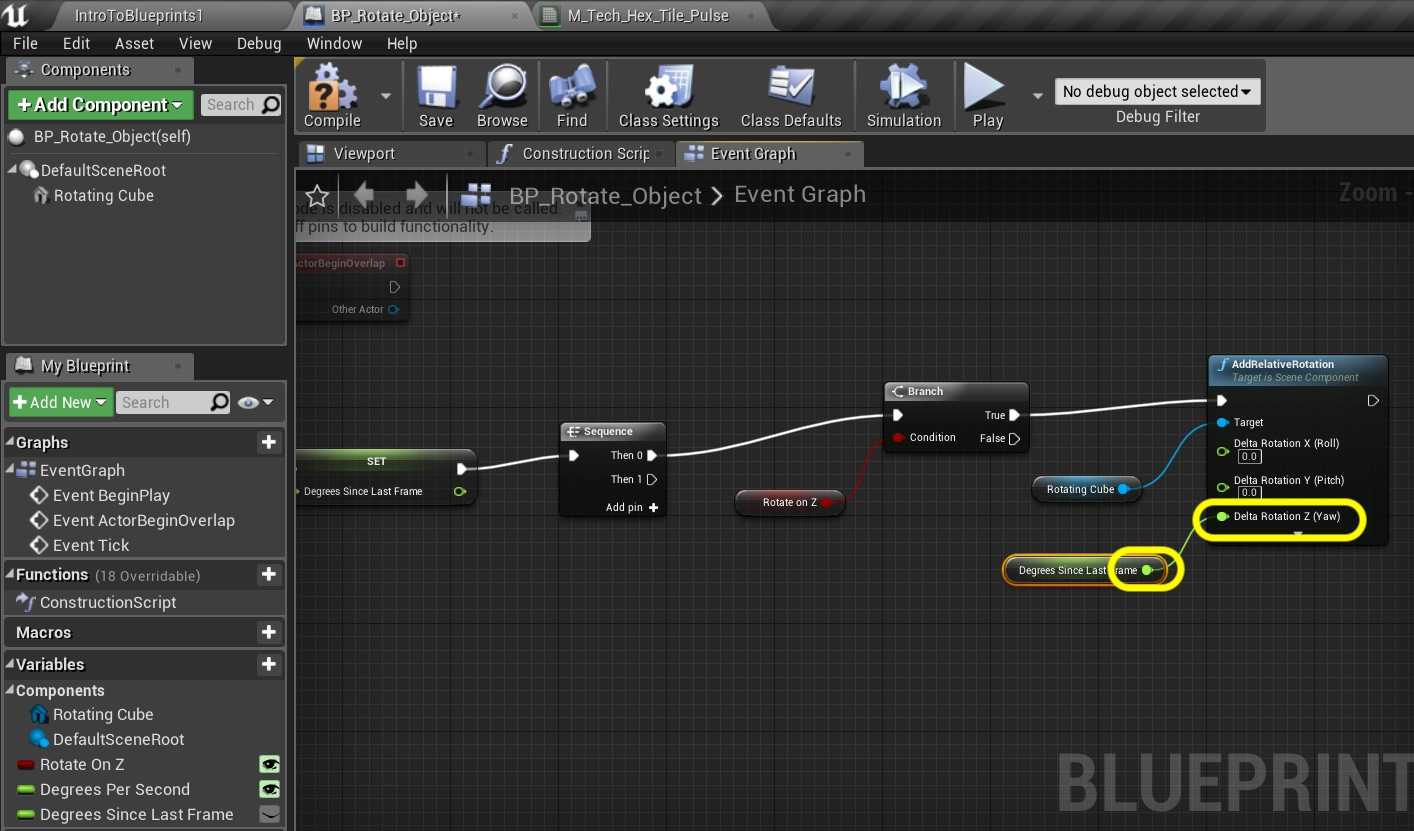 IntroToBlueprints1
BP_Rotate_Object*
M_Tech_Hex_Tile_Pulse
File Edit Asset View Debug Window Help
Components
+Add Component
Search
BP_Rotate_Object(self)
DefaultSceneRoot
Rotating Cube
Compile
Save
Browse
Find
Class Settings
Class Defaults
Simulation
Play
No debug object selected
Debug Filter
Viewport
Construction Scrip
Event Graph
BP_Rotate_Object > Event Graph
Zoom -
ode is disabled and will not be called.
ff pins to build functionality.
ctorBeginOverlap
Other Actor
SET
Degrees Since Last Frame
Sequence
Then 0
Then 1
Add pin +
Rotate on Z
Branch
True
Condition
False
Rotating Cube
Degrees Since Last Frame
f AddRelativeRotation
Target is Scene Component
Target
Delta Rotation X (Roll)
0.0
Delta Rotation Y (Pitch)
0.0
Delta Rotation Z (Yaw)
BLUEPRINT
My Blueprint
+Add New
Search
Graphs
EventGraph
Event BeginPlay
Event ActorBeginOverlap
Event Tick
Functions (18 Overridable)
ConstructionScript
Macros
Variables
Components
Rotating Cube
DefaultSceneRoot
Rotate On Z
Degrees Per Second
Degrees Since Last Frame